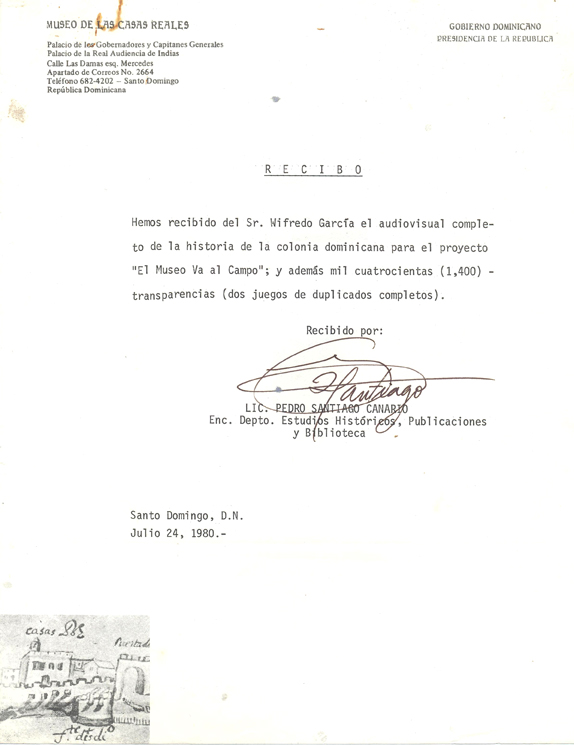 MUSEO DE LAS CASAS REALES
Palacio de los Gobernadores y Capitanes Generales
Palacio de la Real Audiencia de Indias
Calle Las Damas esq. Mercedes
Apartado de Correos No. 2664
Teléfono 682-4202 – Santo Domingo
República Dominicana
GOBIERNO DOMINICANO
PRESIDENCIA DE LA REPUBLICA
R E C I B O
Hemos recibido del Sr. Wifredo García el audiovisual comple-
to de la historia de la colonia dominicana para el proyecto
"El Museo Va al Campo"; y además mil cuatrocientas (1,400) -
transparencias (dos juegos de duplicados completos).
Recibido por:
Santiago
LIC. PEDRO SANTIAGO CANARIO
Enc. Depto. Estudios Históricos, Publicaciones
y Biblioteca
Santo Domingo, D.N.
Julio 24, 1980.-
casas